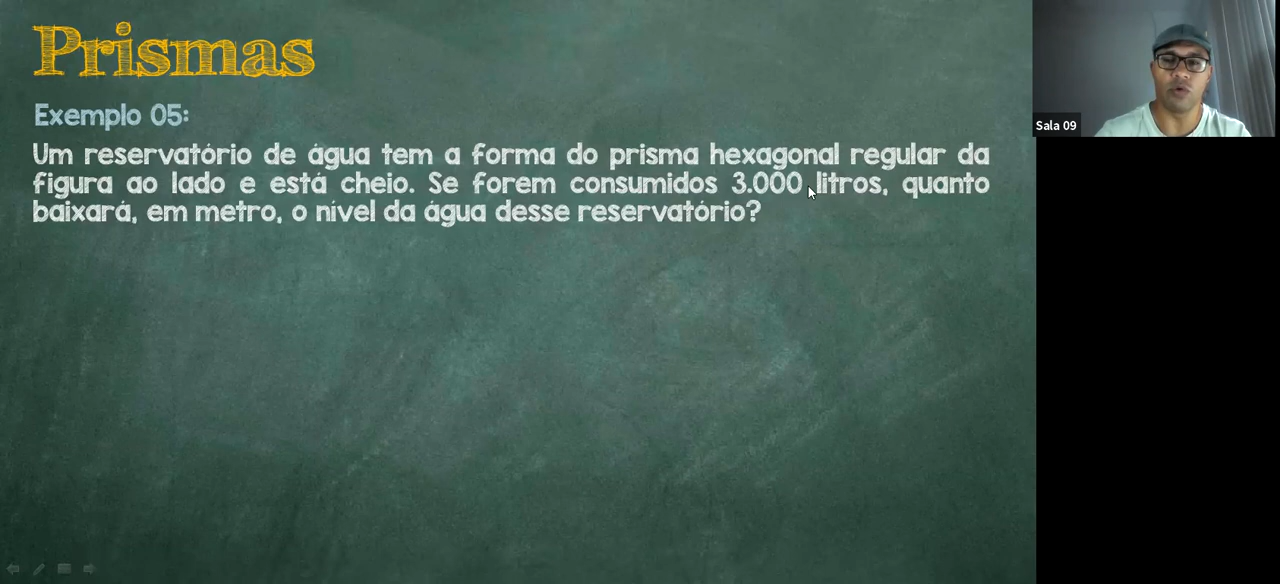 Prismas
Exemplo 05:
Um reservatório de água tem a forma do prisma hexagonal regular da
figura ao lado e está cheio. Se forem consumidos 3.000 litros, quanto
baixará, em metro, o nível da água desse reservatório?
Sala 09